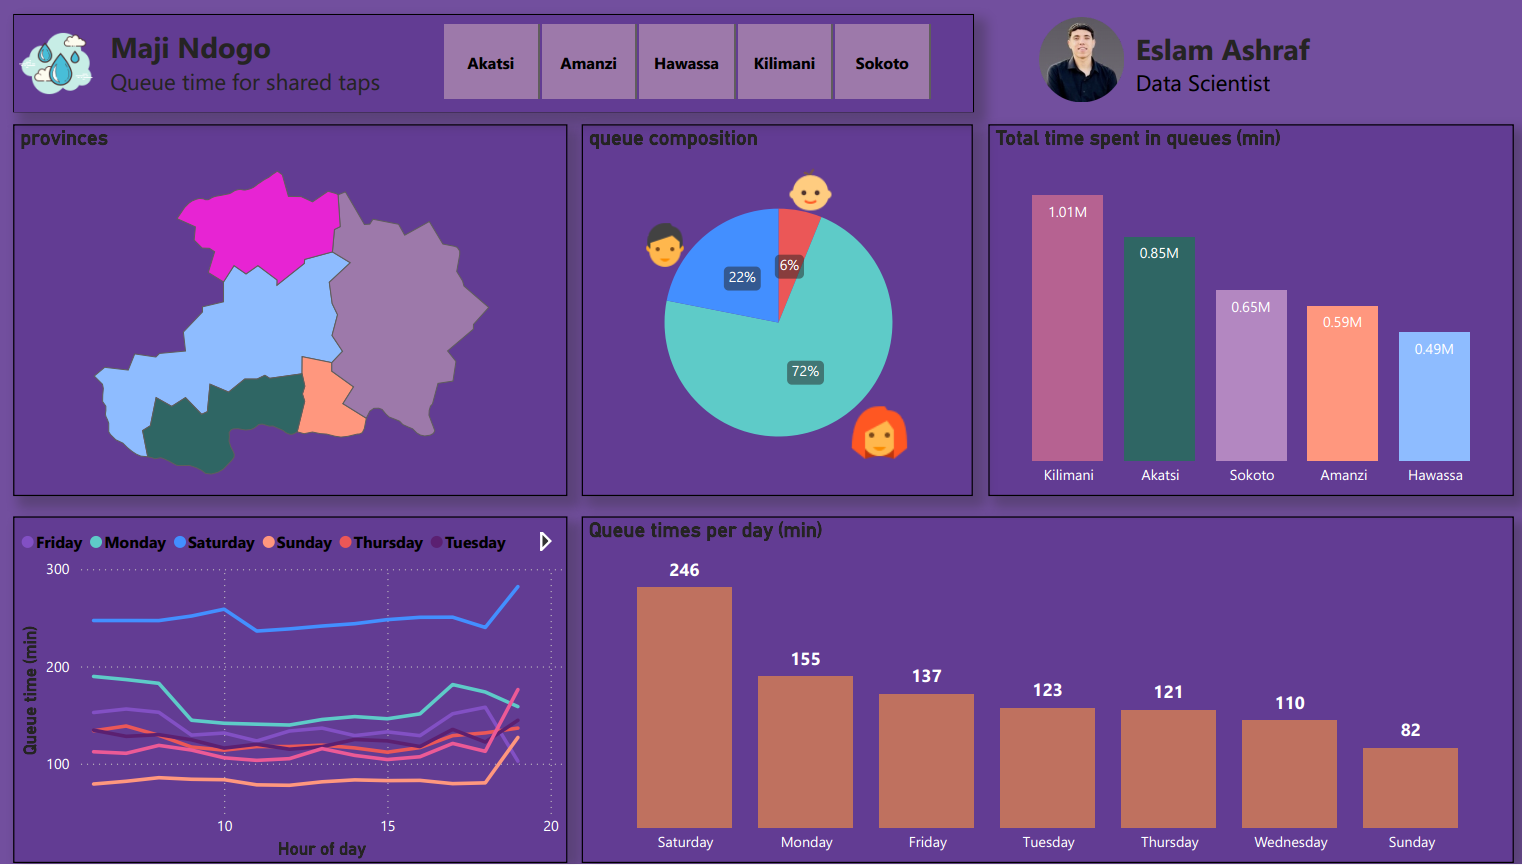 Maji Ndogo
Queue time for shared taps
Akatsi
Amanzi
Hawassa
Kilimani
Sokoto
Eslam Ashraf
Data Scientist
provinces
queue composition
6%
22%
72%
Total time spent in queues (min)
1.01M
0.85M
0.65M
0.59M
0.49M
Kilimani
Akatsi
Sokoto
Amanzi
Hawassa
Friday
Monday
Saturday
Sunday
Thursday
Tuesday
Queue time (min)
300
200
100
10
15
20
Hour of day
Queue times per day (min)
246
155
137
123
121
110
82
Saturday
Monday
Friday
Tuesday
Thursday
Wednesday
Sunday